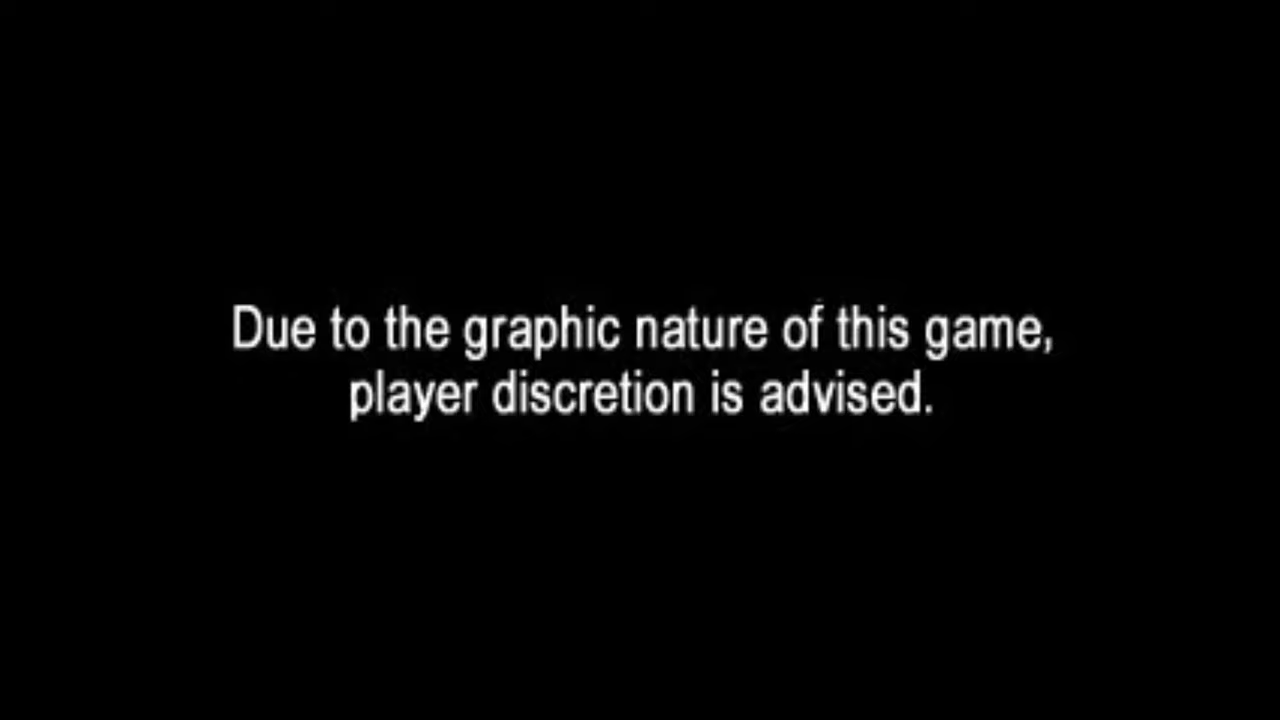 Due to the graphic nature of this game,
player discretion is advised.